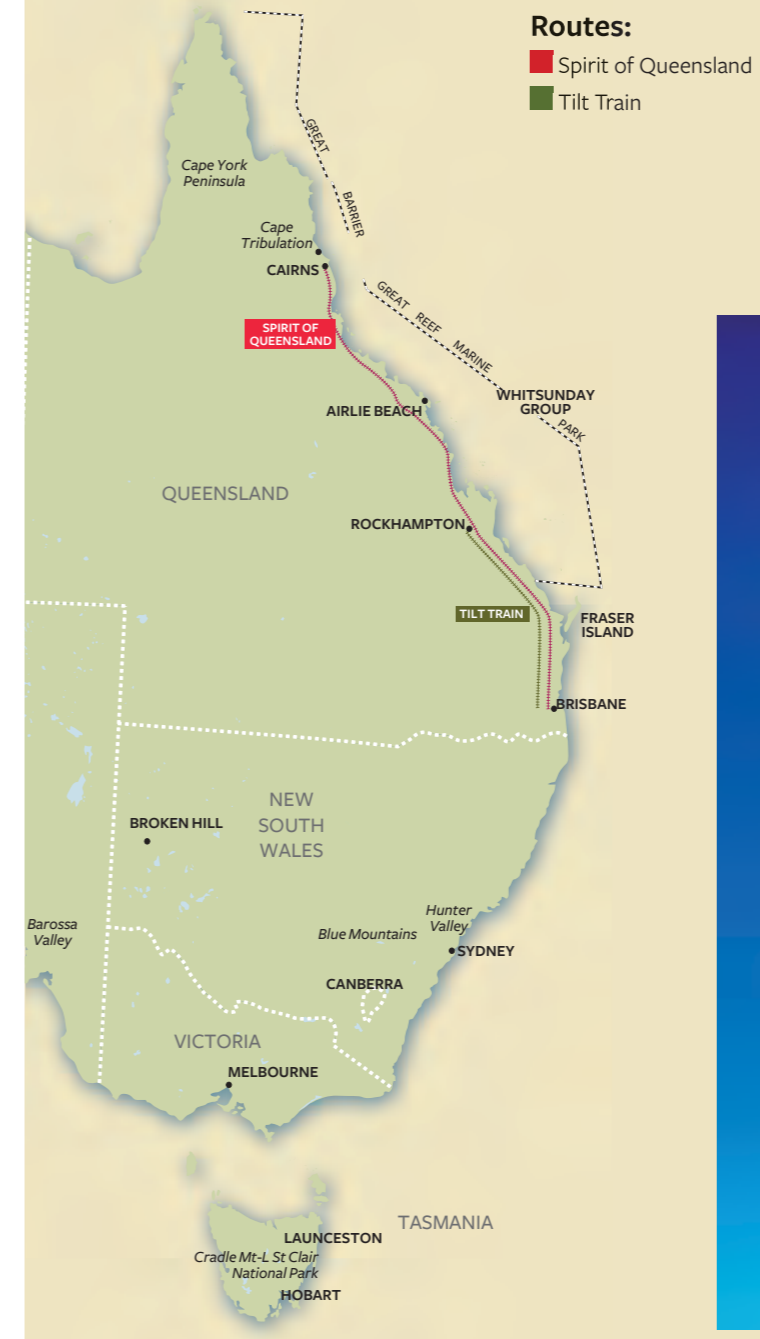 Routes:
Spirit of Queensland
Tilt Train
GREAT
BARRIER
Cape York
Peninsula
Cape
Tribulation
CAIRNS
SPIRIT OF
QUEENSLAND
GREAT REEF MARINE
PARK
WHITSUNDAY
GROUP
AIRLIE BEACH
QUEENSLAND
ROCKHAMPTON
TILT TRAIN
FRASER
ISLAND
BRISBANE
NEW
SOUTH
WALES
BROKEN HILL
Barossa
Valley
Hunter
Valley
Blue Mountains
SYDNEY
CANBERRA
VICTORIA
MELBOURNE
TASMANIA
LAUNCESTON
Cradle Mt-L St Clair
National Park
HOBART